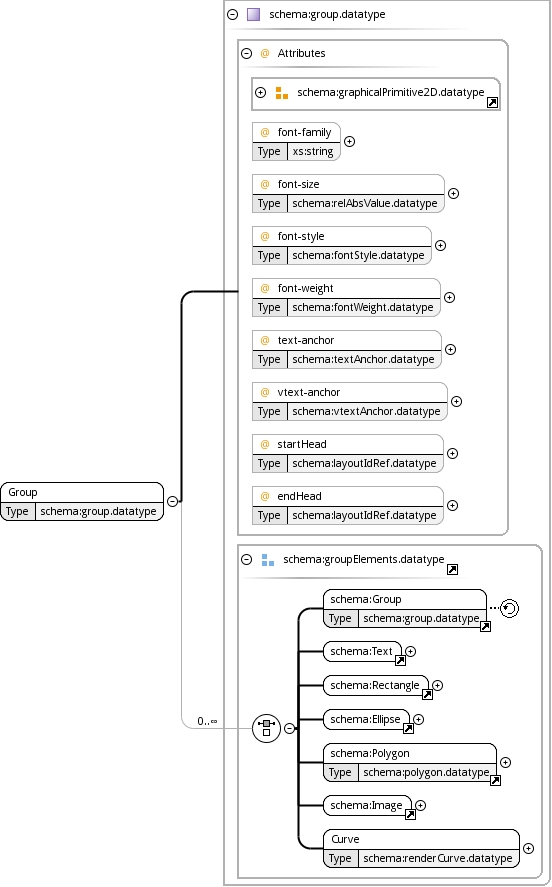 schema:group.datatype
@ Attributes
schema:graphicalPrimitive2D.datatype
@ font-family
Type xs:string
@ font-size
Type schema:relAbsValue.datatype
@ font-style
Type schema:fontStyle.datatype
@ font-weight
Type schema:fontWeight.datatype
@ text-anchor
Type schema:textAnchor.datatype
@ vtext-anchor
Type schema:vtextAnchor.datatype
@ startHead
Type schema:layoutIdRef.datatype
@ endHead
Type schema:layoutIdRef.datatype
Group
Type schema:group.datatype
schema:groupElements.datatype
schema:Group
Type schema:group.datatype
schema:Text
schema:Rectangle
0..∞
schema:Ellipse
schema:Polygon
Type schema:polygon.datatype
schema:Image
Curve
Type schema:renderCurve.datatype